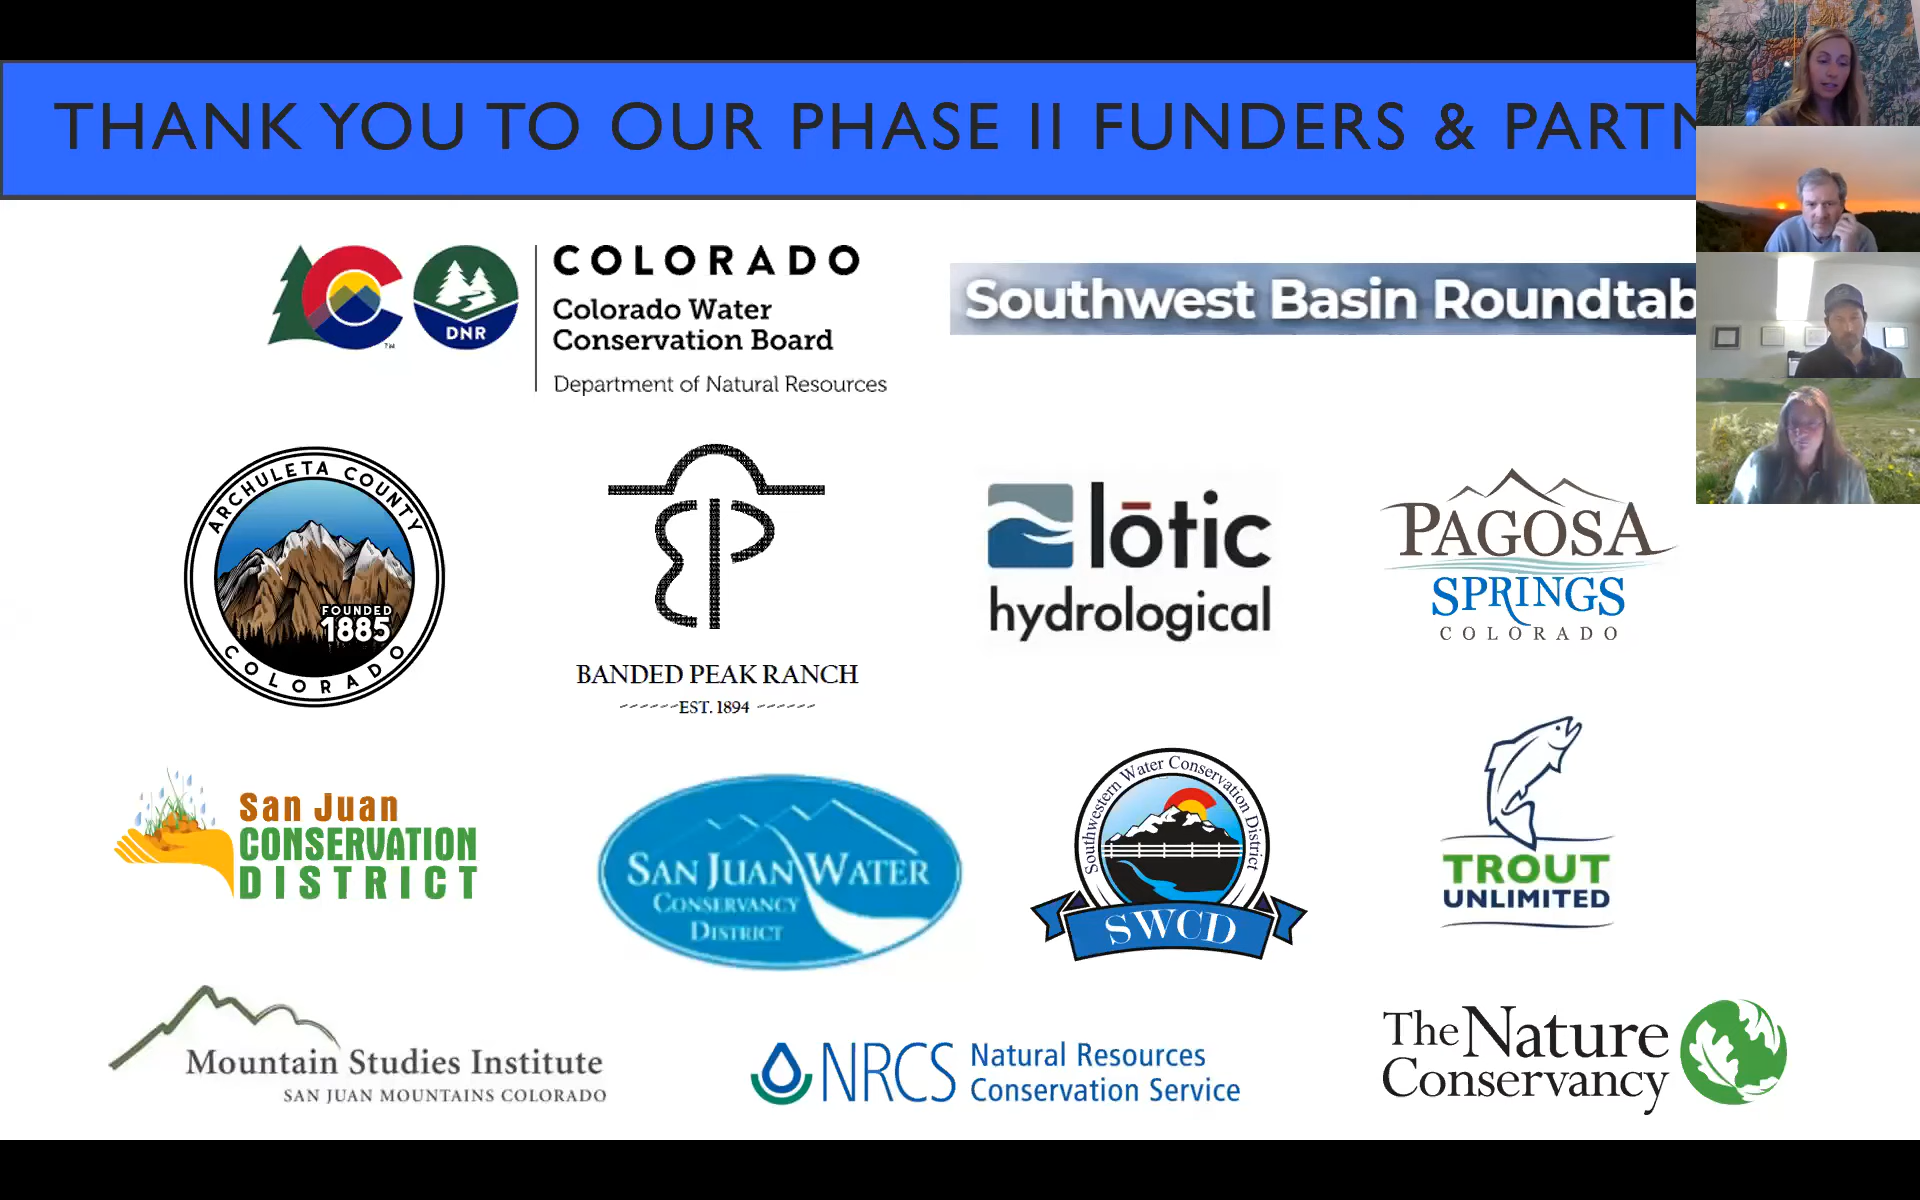 THANK YOU TO OUR PHASE II FUNDERS & PARTN
COLORADO
Colorado Water
Conservation Board
Department of Natural Resources
DNR
TM
Southwest Basin Roundtab
ARCHULETA COUNTY
FOUNDED
1885
COLORADO
BANDED PEAK RANCH
EST. 1894
lōtic
hydrological
PAGOSA
SPRINGS
COLORADO
San Juan
CONSERVATION
DISTRICT
SAN JUAN WATER
CONSERVANCY
DISTRICT
Southwestern Water Conservation District
SWCD
TROUT
UNLIMITED
Mountain Studies Institute
SAN JUAN MOUNTAINS COLORADO
NRCS
Natural Resources
Conservation Service
The Nature
Conservancy